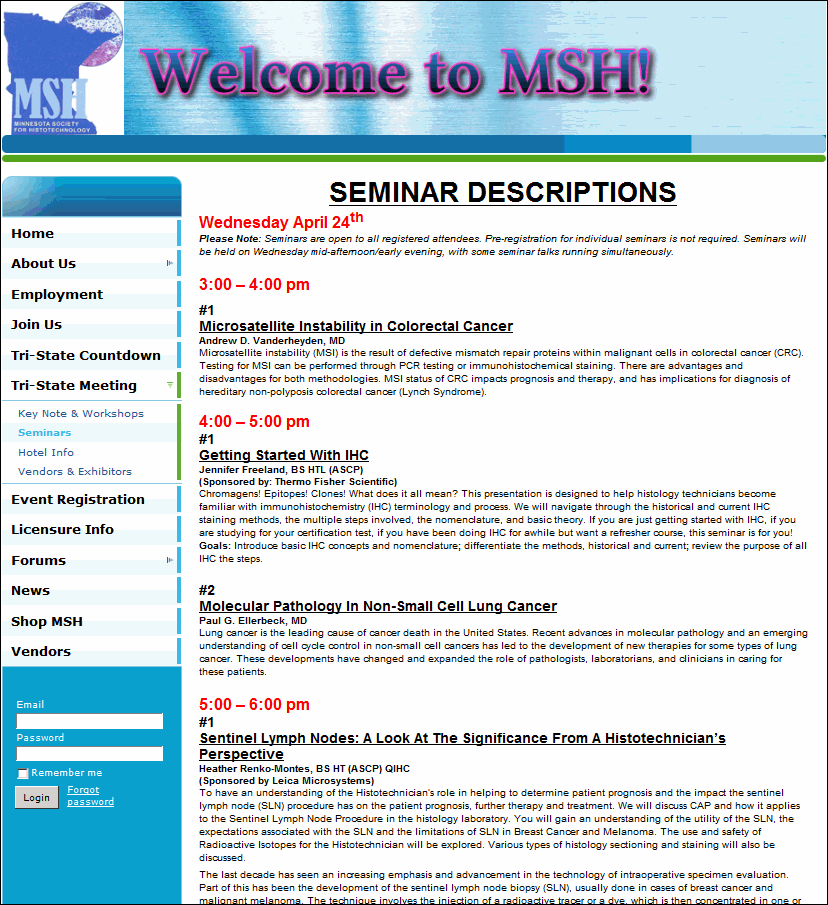 MSH
MINNESOTA SOCIETY
FOR HISTOTECHNOLOGY
Welcome to MSH!
Home
About Us
Employment
Join Us
Tri-State Countdown
Tri-State Meeting
Key Note & Workshops
Seminars
Hotel Info
Vendors & Exhibitors
Event Registration
Licensure Info
Forums
News
Shop MSH
Vendors
Email
Password
Remember me
Login
Forgot
password
SEMINAR DESCRIPTIONS
Wednesday April 24th
Please Note: Seminars are open to all registered attendees. Pre-registration for individual seminars is not required. Seminars will
be held on Wednesday mid-afternoon/early evening, with some seminar talks running simultaneously.
3:00 – 4:00 pm
#1
Microsatellite Instability in Colorectal Cancer
Andrew D. Vanderheyden, MD
Microsatellite instability (MSI) is the result of defective mismatch repair proteins within malignant cells in colorectal cancer (CRC).
Testing for MSI can be performed through PCR testing or immunohistochemical staining. There are advantages and
disadvantages for both methodologies. MSI status of CRC impacts prognosis and therapy, and has implications for diagnosis of
hereditary non-polyposis colorectal cancer (Lynch Syndrome).
4:00 – 5:00 pm
#1
Getting Started With IHC
Jennifer Freeland, BS HTL (ASCP)
(Sponsored by: Thermo Fisher Scientific)
Chromagens! Epitopes! Clones! What does it all mean? This presentation is designed to help histology technicians become
familiar with immunohistochemistry (IHC) terminology and process. We will navigate through the historical and current IHC
staining methods, the multiple steps involved, the nomenclature, and basic theory. If you are just getting started with IHC, if you
are studying for your certification test, if you have been doing IHC for awhile but want a refresher course, this seminar is for you!
Goals: Introduce basic IHC concepts and nomenclature; differentiate the methods, historical and current; review the purpose of all
IHC the steps.
#2
Molecular Pathology In Non-Small Cell Lung Cancer
Paul G. Ellerbeck, MD
Lung cancer is the leading cause of cancer death in the United States. Recent advances in molecular pathology and an emerging
understanding of cell cycle control in non-small cell cancers has led to the development of new therapies for some types of lung
cancer. These developments have changed and expanded the role of pathologists, laboratorians, and clinicians in caring for
these patients.
5:00 – 6:00 pm
#1
Sentinel Lymph Nodes: A Look At The Significance From A Histotechnician's
Perspective
Heather Renko-Montes, BS HT (ASCP) QIHC
(Sponsored by Leica Microsystems)
To have an understanding of the Histotechnician's role in helping to determine patient prognosis and the impact the sentinel
lymph node (SLN) procedure has on the patient prognosis, further therapy and treatment. We will discuss CAP and how it applies
to the Sentinel Lymph Node Procedure in the histology laboratory. You will gain an understanding of the utility of the SLN, the
expectations associated with the SLN and the limitations of SLN in Breast Cancer and Melanoma. The use and safety of
Radioactive Isotopes for the Histotechnician will be explored. Various types of histology sectioning and staining will also be
discussed.
The last decade has seen an increasing emphasis and advancement in the technology of intraoperative specimen evaluation.
Part of this has been the development of the sentinel lymph node biopsy (SLN), usually done in cases of breast cancer and
malignant melanoma. The technique involves the injection of a radioactive tracer or a dye, which is then concentrated in one or